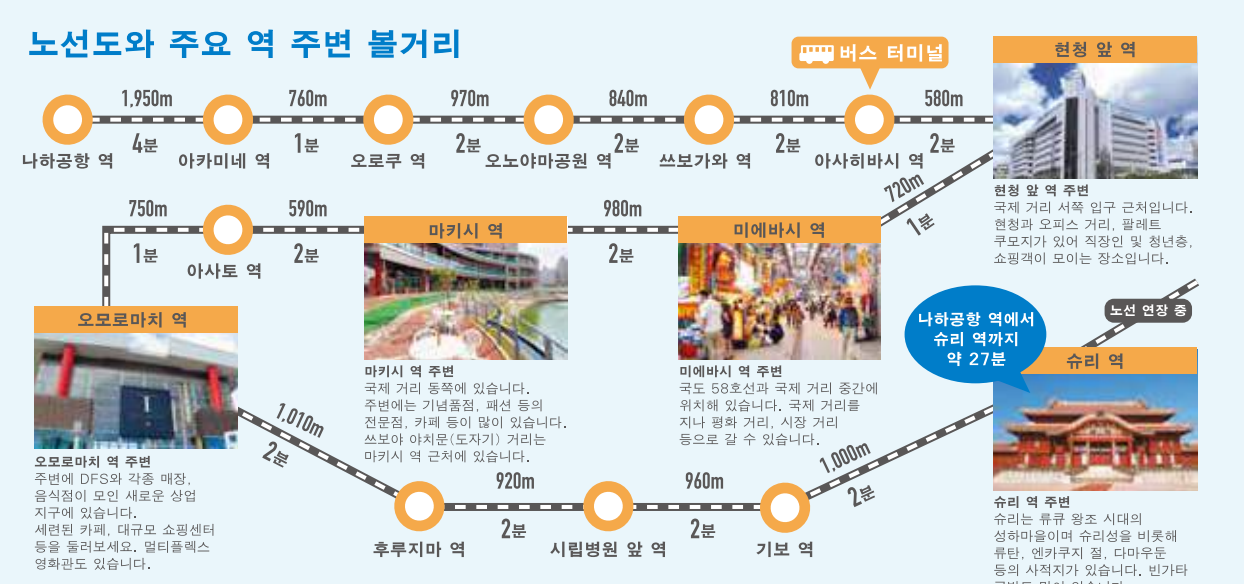 노선도와 주요 역 주변 볼거리
버스 터미널
현청 앞 역
1,950m
760m
970m
840m
810m
580m
4분
1분
2분
2분
2분
2분
나하공항 역
아카미네 역
오로쿠 역
오노야마공원 역
쓰보가와 역
아사히바시 역
720m
1분
현청 앞 역 주변
국제 거리 서쪽 입구 근처입니다.
현청과 오피스 거리, 팔레트
쿠모지가 있어 직장인 및 청년층,
쇼핑객이 모이는 장소입니다.
750m
590m
980m
1분
2분
2분
아사토 역
마키시 역
미에바시 역
마키시 역 주변
국제 거리 동쪽에 있습니다.
주변에는 기념품점, 패션 등의
전문점, 카페 등이 많이 있습니다.
쓰보야 야치문(도자기) 거리는
마키시 역 근처에 있습니다.
미에바시 역 주변
국도 58호선과 국제 거리 중간에
위치해 있습니다. 국제 거리를
지나 평화 거리, 시장 거리
등으로 갈 수 있습니다.
오모로마치 역
오모로마치 역 주변
주변에 DFS와 각종 매장,
음식점이 모인 새로운 상업
지구에 있습니다.
세련된 카페, 대규모 쇼핑센터
등을 둘러보세요. 멀티플렉스
영화관도 있습니다.
1,010m
2분
920m
960m
1,000m
2분
2분
2분
후루지마 역
시립병원 앞 역
기보 역
노선 연장 중
나하공항 역에서
슈리 역까지
약 27분
슈리 역
슈리 역 주변
슈리는 류큐 왕조 시대의
성하마을이며 슈리성을 비롯해
류탄, 엔카쿠지 절, 다마우둔
등의 사적지가 있습니다. 빈가타